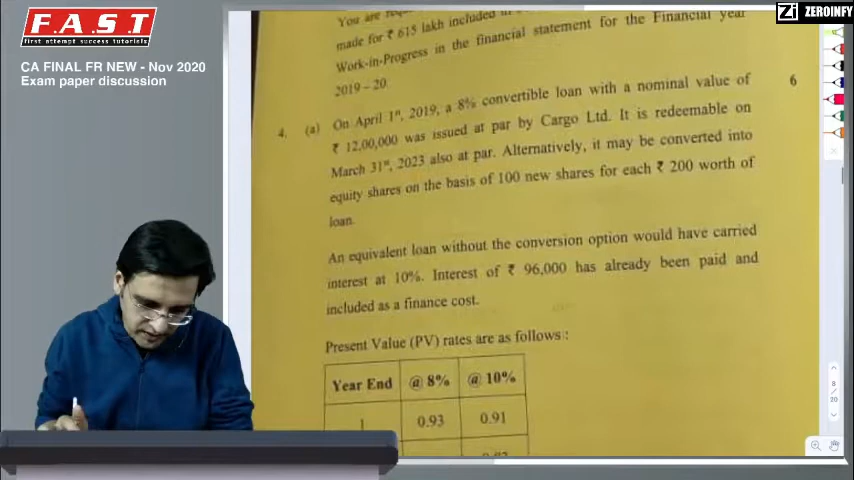 F.A.S.T
first attempt success tutorials
CA FINAL FR NEW - Nov 2020
Exam paper discussion
ZEROINFY
You are
made for ₹ 615 lakh included
Work-in-Progress in the financial statement for the Financial year
2019 – 20
4. (a) On April 1st, 2019, a 8% convertible loan with a nominal value of 6
₹ 12,00,000 was issued at par by Cargo Ltd. It is redeemable on
March 31st, 2023 also at par. Alternatively, it may be converted into
equity shares on the basis of 100 new shares for each ₹ 200 worth of
loan.
An equivalent loan without the conversion option would have carried
interest at 10%. Interest of ₹ 96,000 has already been paid and
included as a finance cost.
Present Value (PV) rates are as follows :
Year End @ 8% @ 10%
1 0.93 0.91
8
/
20